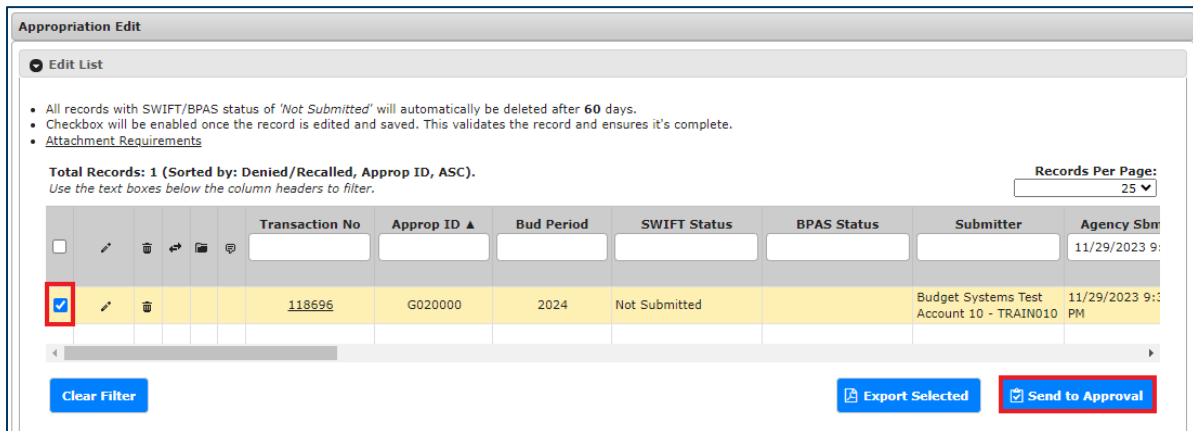 Appropriation Edit
Edit List
• All records with SWIFT/BPAS status of 'Not Submitted' will automatically be deleted after 60 days.
• Checkbox will be enabled once the record is edited and saved. This validates the record and ensures it's complete.
• Attachment Requirements
Total Records: 1 (Sorted by: Denied/Recalled, Approp ID, ASC).
Records Per Page:
Use the text boxes below the column headers to filter.
25
Transaction No Approp ID ▲ Bud Period SWIFT Status BPAS Status Submitter Agency Sbm
11/29/2023 9:
118696 G020000 2024 Not Submitted Budget Systems Test 11/29/2023 9:3
Account 10 - TRAIN010 PM
Clear Filter Export Selected Send to Approval